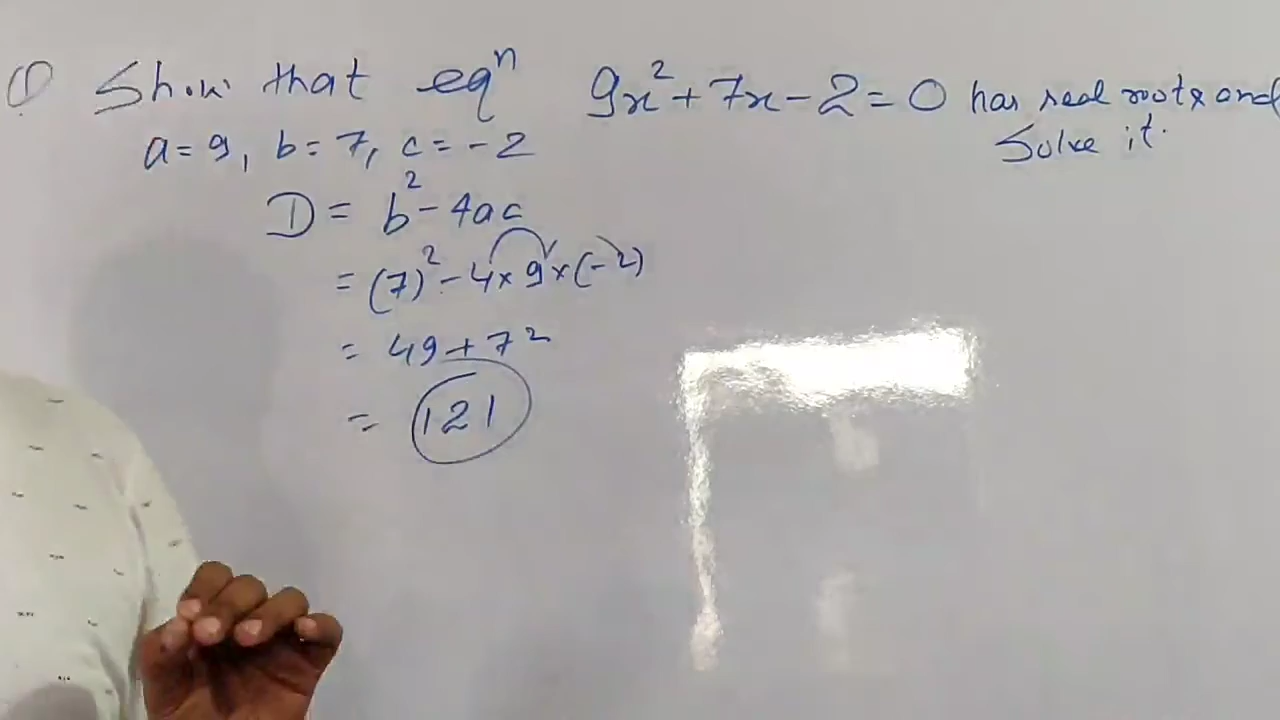 ① Show that eqⁿ 9x² + 7x - 2 = 0 has real roots and
Solve it.
a = 9, b = 7, c = -2
D = b² - 4ac
= (7)² - 4 × 9 × (-2)
= 49 + 72
= 121